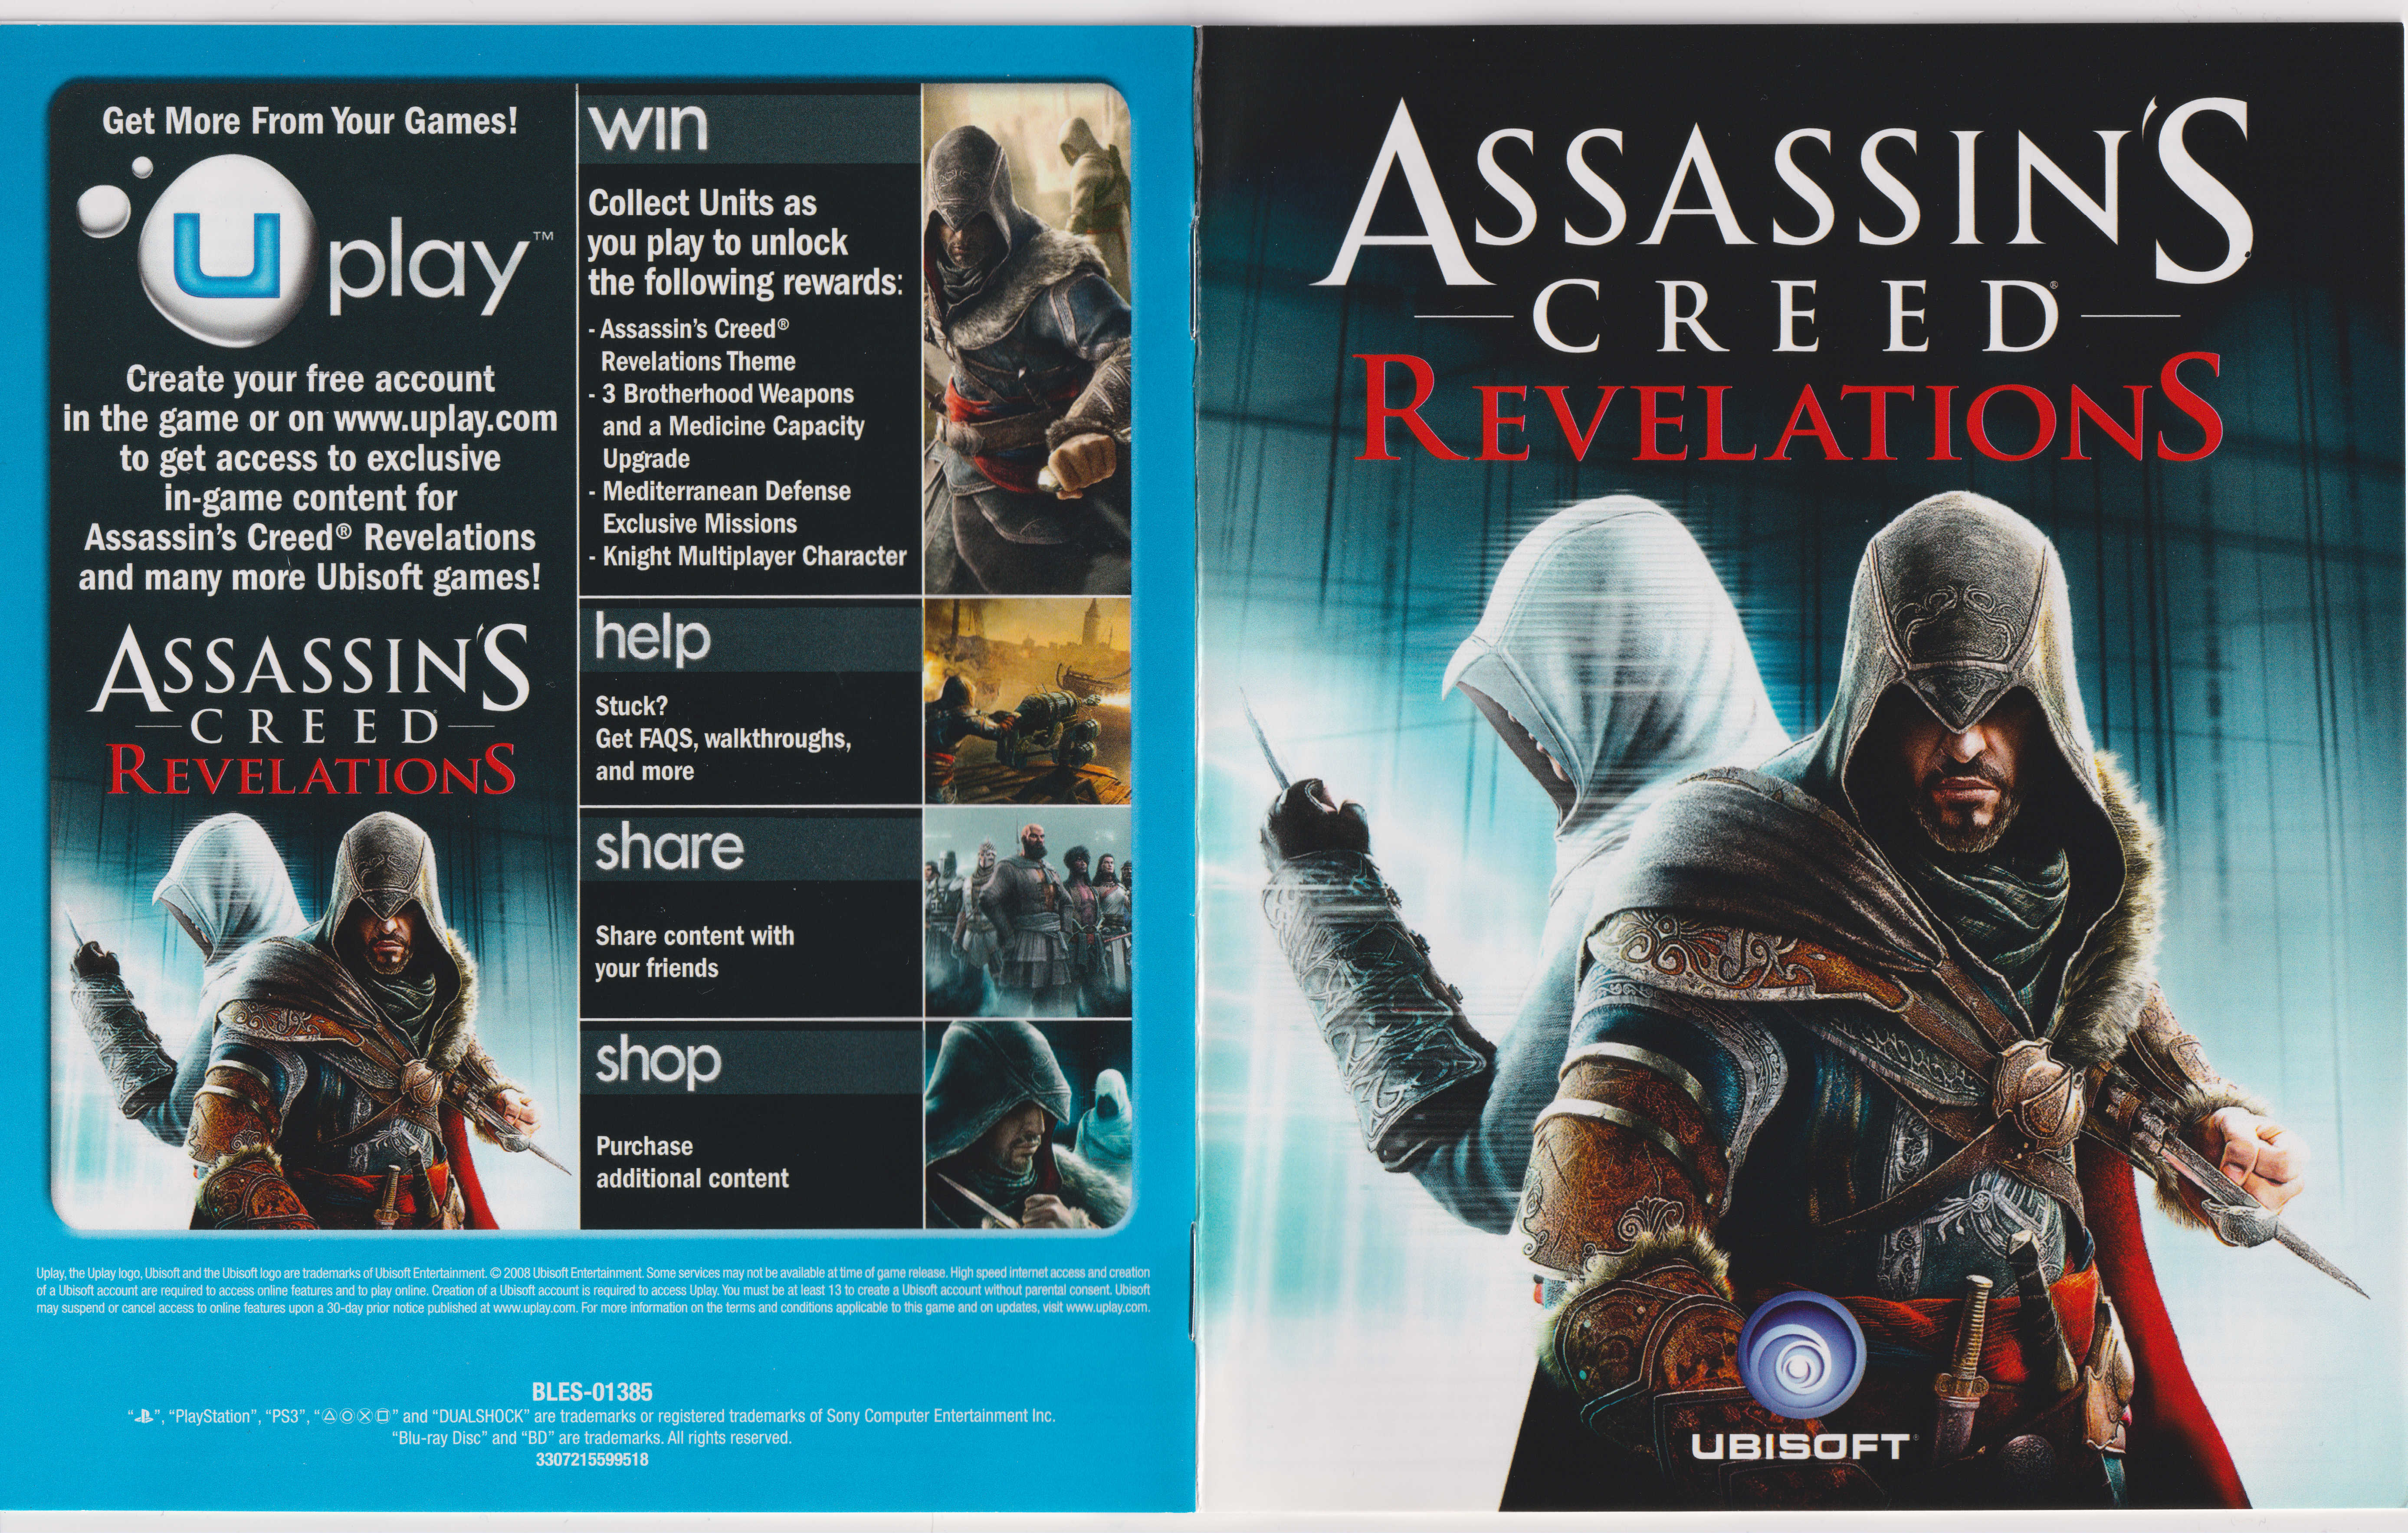 Get More From Your Games!
U play™
Create your free account
in the game or on www.uplay.com
to get access to exclusive
in-game content for
Assassin's Creed® Revelations
and many more Ubisoft games!
ASSASSIN'S
CREED
REVELATIONS
win
Collect Units as
you play to unlock
the following rewards:
- Assassin's Creed®
Revelations Theme
- 3 Brotherhood Weapons
and a Medicine Capacity
Upgrade
- Mediterranean Defense
Exclusive Missions
- Knight Multiplayer Character
help
Stuck?
Get FAQS, walkthroughs,
and more
share
Share content with
your friends
shop
Purchase
additional content
Uplay, the Uplay logo, Ubisoft and the Ubisoft logo are trademarks of Ubisoft Entertainment. © 2008 Ubisoft Entertainment. Some services may not be available at time of game release. High speed internet access and creation
of a Ubisoft account are required to access online features and to play online. Creation of a Ubisoft account is required to access Uplay. You must be at least 13 to create a Ubisoft account without parental consent. Ubisoft
may suspend or cancel access to online features upon a 30-day prior notice published at www.uplay.com. For more information on the terms and conditions applicable to this game and on updates, visit www.uplay.com.
BLES-01385
“PS”, “PlayStation”, “PS3”, “△○✕□” and “DUALSHOCK” are trademarks or registered trademarks of Sony Computer Entertainment Inc.
“Blu-ray Disc” and “BD” are trademarks. All rights reserved.
3307215599518
ASSASSIN'S
CREED®
REVELATIONS
UBISOFT®